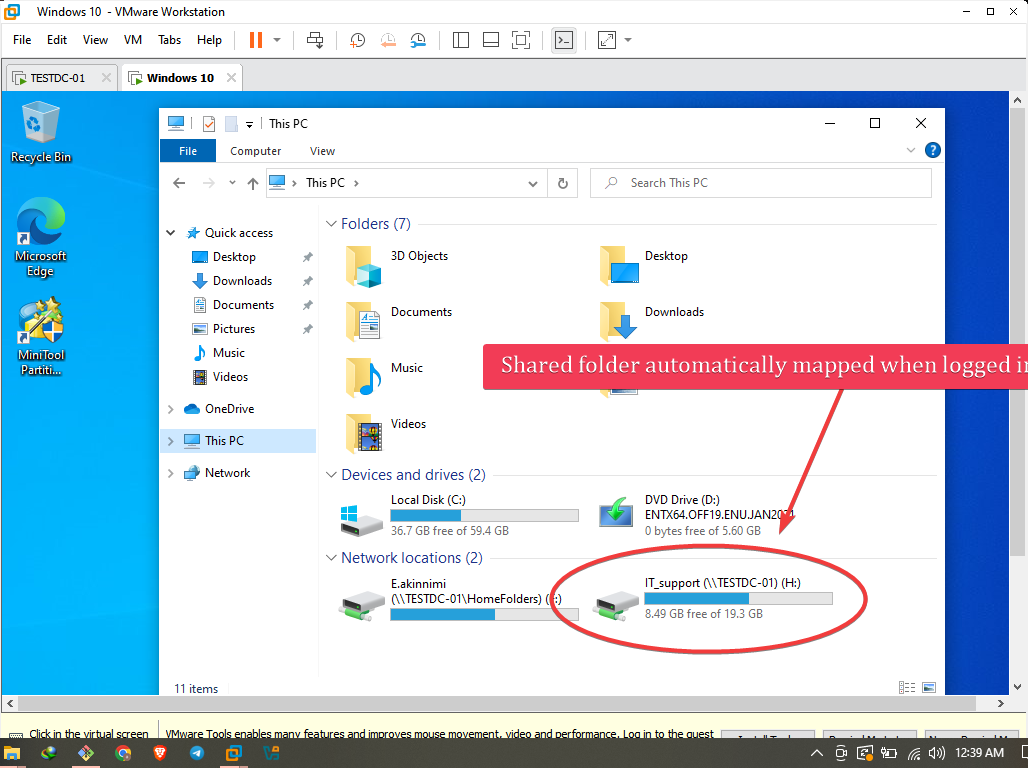 Windows 10 - VMware Workstation
File Edit View VM Tabs Help
TESTDC-01 Windows 10
Recycle Bin
Microsoft
Edge
MiniTool
Partiti...
This PC
File Computer View
This PC
Search This PC
Quick access
Desktop
Downloads
Documents
Pictures
Music
Videos
OneDrive
This PC
Network
Folders (7)
3D Objects
Desktop
Documents
Downloads
Music
Videos
Shared folder automatically mapped when logged in
Devices and drives (2)
Local Disk (C:)
36.7 GB free of 59.4 GB
DVD Drive (D:)
ENTX64.OFF19.ENU.JAN2021
0 bytes free of 5.60 GB
Network locations (2)
E.akinnimi
(\\TESTDC-01\HomeFolders)
IT_support (\\TESTDC-01) (H:)
8.49 GB free of 19.3 GB
11 items
Click in the virtual screen
VMware Tools enables many features and improves mouse movement, video and performance. Log in to the guest
12:39 AM